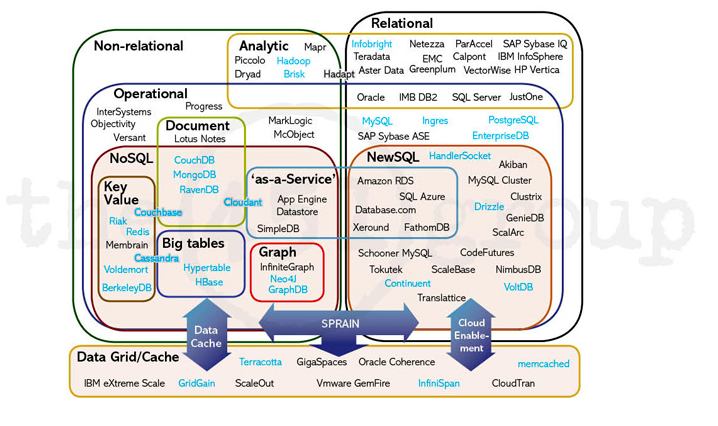 Relational
Non-relational
Analytic
Mapr
Piccolo
Hadoop
Dryad
Brisk
Hadapt
Infobright
Netezza
ParAccel
SAP Sybase IQ
Teradata
EMC
Calpont
IBM InfoSphere
Aster Data
Greenplum
VectorWise
HP Vertica
Operational
Oracle
IMB DB2
SQL Server
JustOne
InterSystems
Progress
Objectivity
Versant
Document
Lotus Notes
MarkLogic
McObject
MySQL
Ingres
PostgreSQL
SAP Sybase ASE
EnterpriseDB
NoSQL
CouchDB
MongoDB
RavenDB
Key
Value
Couchbase
Riak
Redis
Membrain
Cassandra
Voldemort
BerkeleyDB
Big tables
Hypertable
HBase
'as-a-Service'
Cloudant
App Engine
Datastore
SimpleDB
Graph
InfiniteGraph
Neo4J
GraphDB
NewSQL
HandlerSocket
Akiban
Amazon RDS
MySQL Cluster
SQL Azure
Clustrix
Database.com
Drizzle
GenieDB
Xeround
FathomDB
ScalArc
Schooner MySQL
CodeFutures
Tokutek
ScaleBase
NimbusDB
Continuent
VoltDB
Translattice
Data
Cache
SPRAIN
Cloud
Enable-
ment
Data Grid/Cache
Terracotta
GigaSpaces
Oracle Coherence
memcached
IBM eXtreme Scale
GridGain
ScaleOut
Vmware GemFire
InfiniSpan
CloudTran